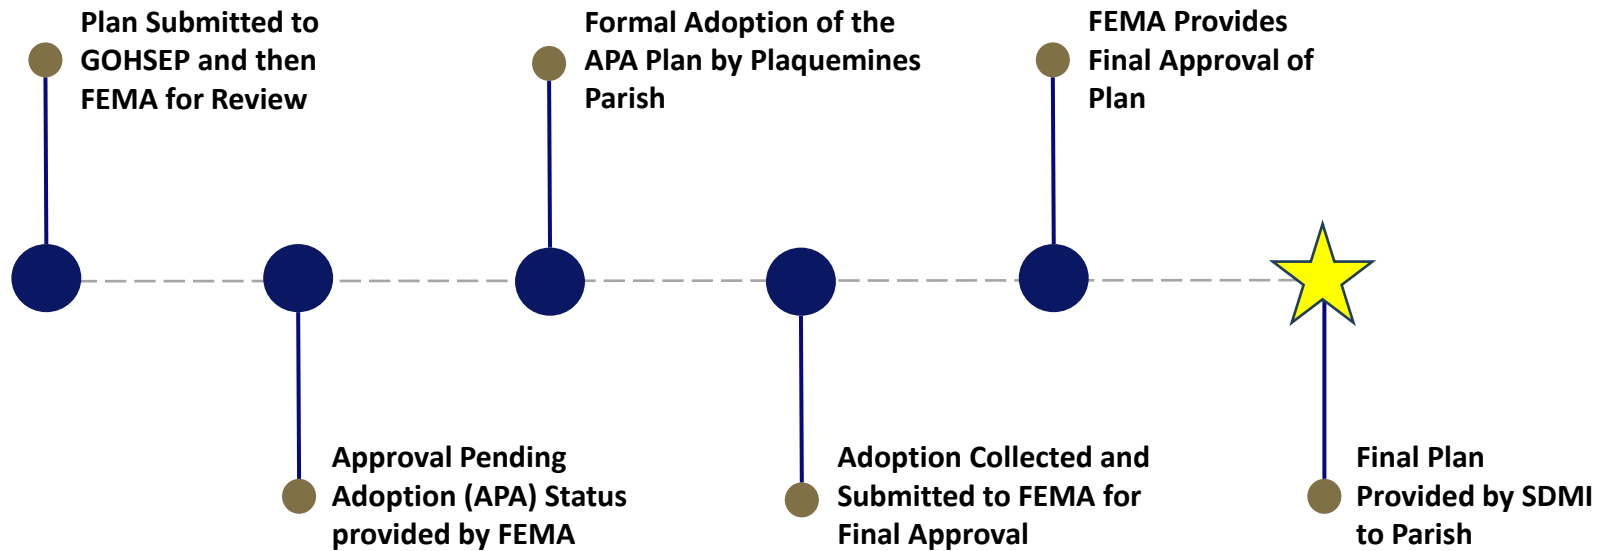 Plan Submitted to
GOHSEP and then
FEMA for Review
Approval Pending
Adoption (APA) Status
provided by FEMA
Formal Adoption of the
APA Plan by Plaquemines
Parish
Adoption Collected and
Submitted to FEMA for
Final Approval
FEMA Provides
Final Approval of
Plan
Final Plan
Provided by SDMI
to Parish